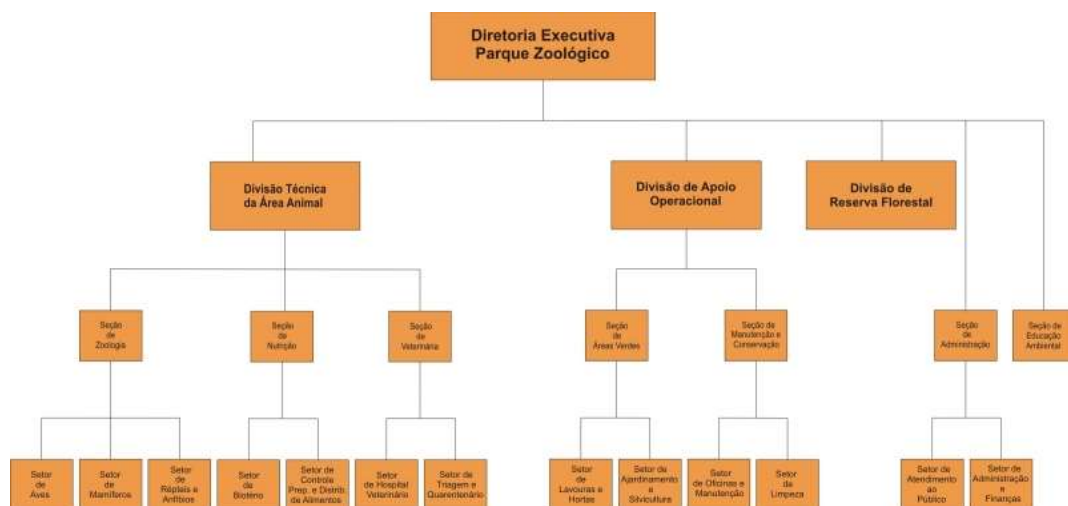 Diretoria Executiva
Parque Zoológico
Divisão Técnica
da Área Animal
Divisão de Apoio
Operacional
Divisão de
Reserva Florestal
Seção
de
Zoologia
Seção
de
Nutrição
Seção
de
Veterinária
Seção
de
Áreas Verdes
Seção de
Manutenção e
Conservação
Seção
de
Administração
Seção de
Educação
Ambiental
Setor
de
Aves
Setor
de
Mamíferos
Setor
de
Répteis e
Anfíbios
Setor
de
Biotério
Setor de
Controle
Prep. e Distrib.
de Alimentos
Setor
de Hospital
Veterinário
Setor de
Triagem e
Quarentenário
Setor
de
Lavouras e
Hortas
Setor de
Ajardinamento
e
Silvicultura
Setor
de Oficinas e
Manutenção
Setor
de
Limpeza
Setor de
Atendimento
ao
Público
Setor de
Administração
e
Finanças